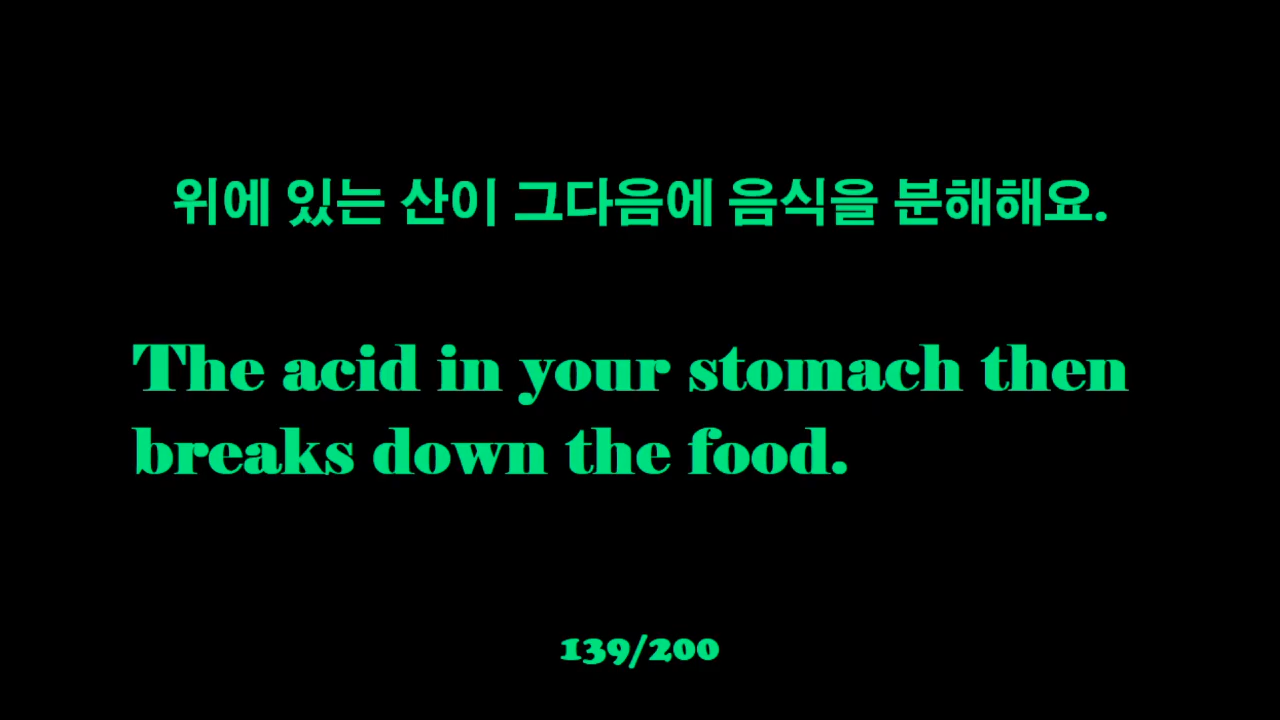 위에 있는 산이 그다음에 음식을 분해해요.
The acid in your stomach then
breaks down the food.
139/200